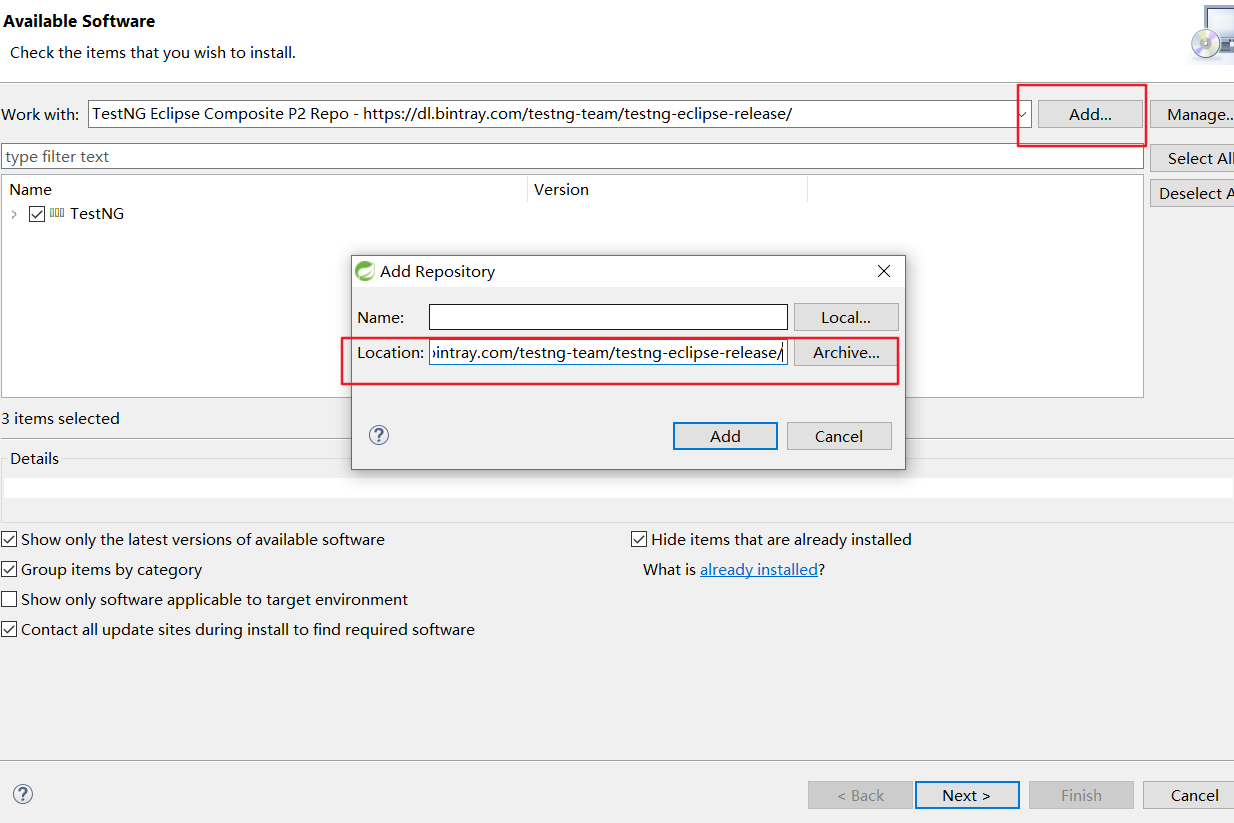 Available Software
Check the items that you wish to install.
Work with: TestNG Eclipse Composite P2 Repo - https://dl.bintray.com/testng-team/testng-eclipse-release/ Add... Manage..
type filter text Select All
Name Version Deselect A
TestNG
Add Repository
Name: Local...
Location: bintray.com/testng-team/testng-eclipse-release/ Archive...
3 items selected
? Add Cancel
Details
Show only the latest versions of available software Hide items that are already installed
Group items by category What is already installed?
Show only software applicable to target environment
Contact all update sites during install to find required software
? < Back Next > Finish Cancel